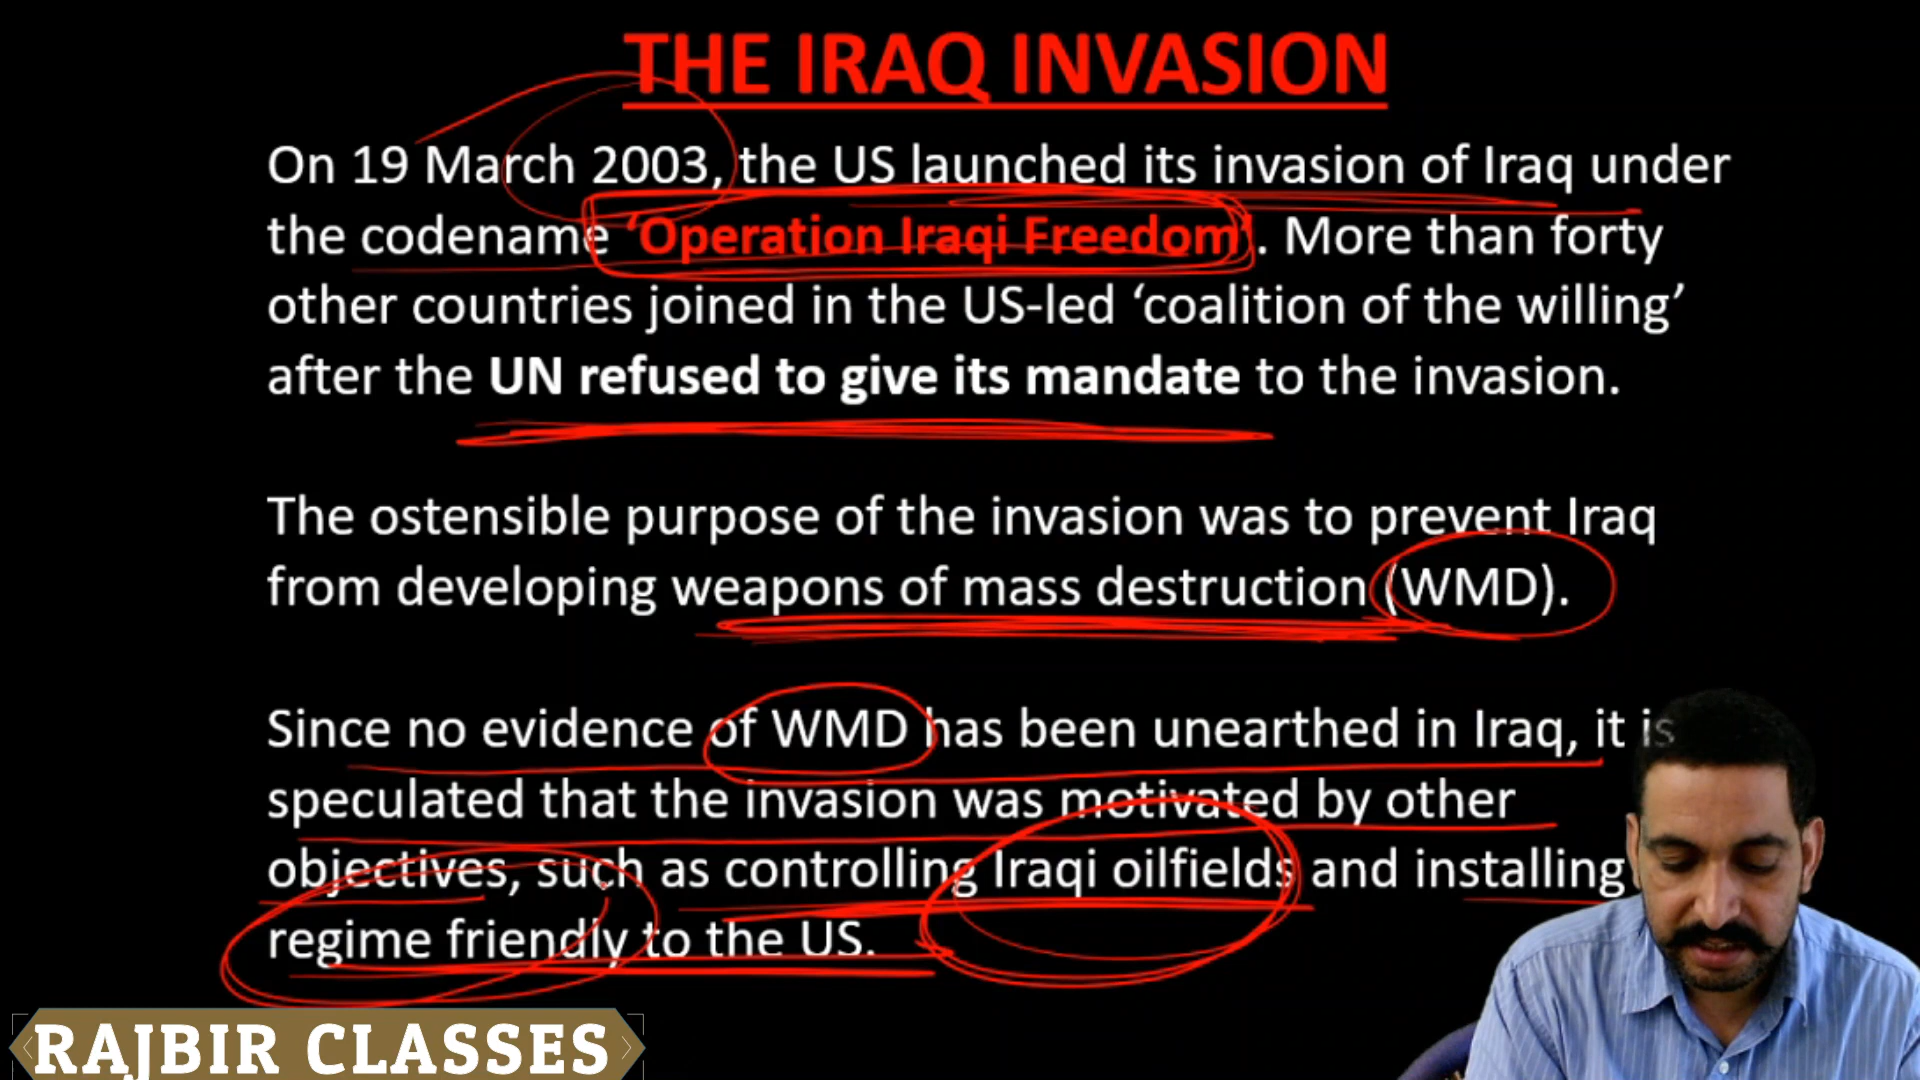 THE IRAQ INVASION
On 19 March 2003, the US launched its invasion of Iraq under
the codename ‘Operation Iraqi Freedom’. More than forty
other countries joined in the US-led ‘coalition of the willing’
after the UN refused to give its mandate to the invasion.
The ostensible purpose of the invasion was to prevent Iraq
from developing weapons of mass destruction (WMD).
Since no evidence of WMD has been unearthed in Iraq, it is
speculated that the invasion was motivated by other
objectives, such as controlling Iraqi oilfields and installing
regime friendly to the US.
RAJBIR CLASSES